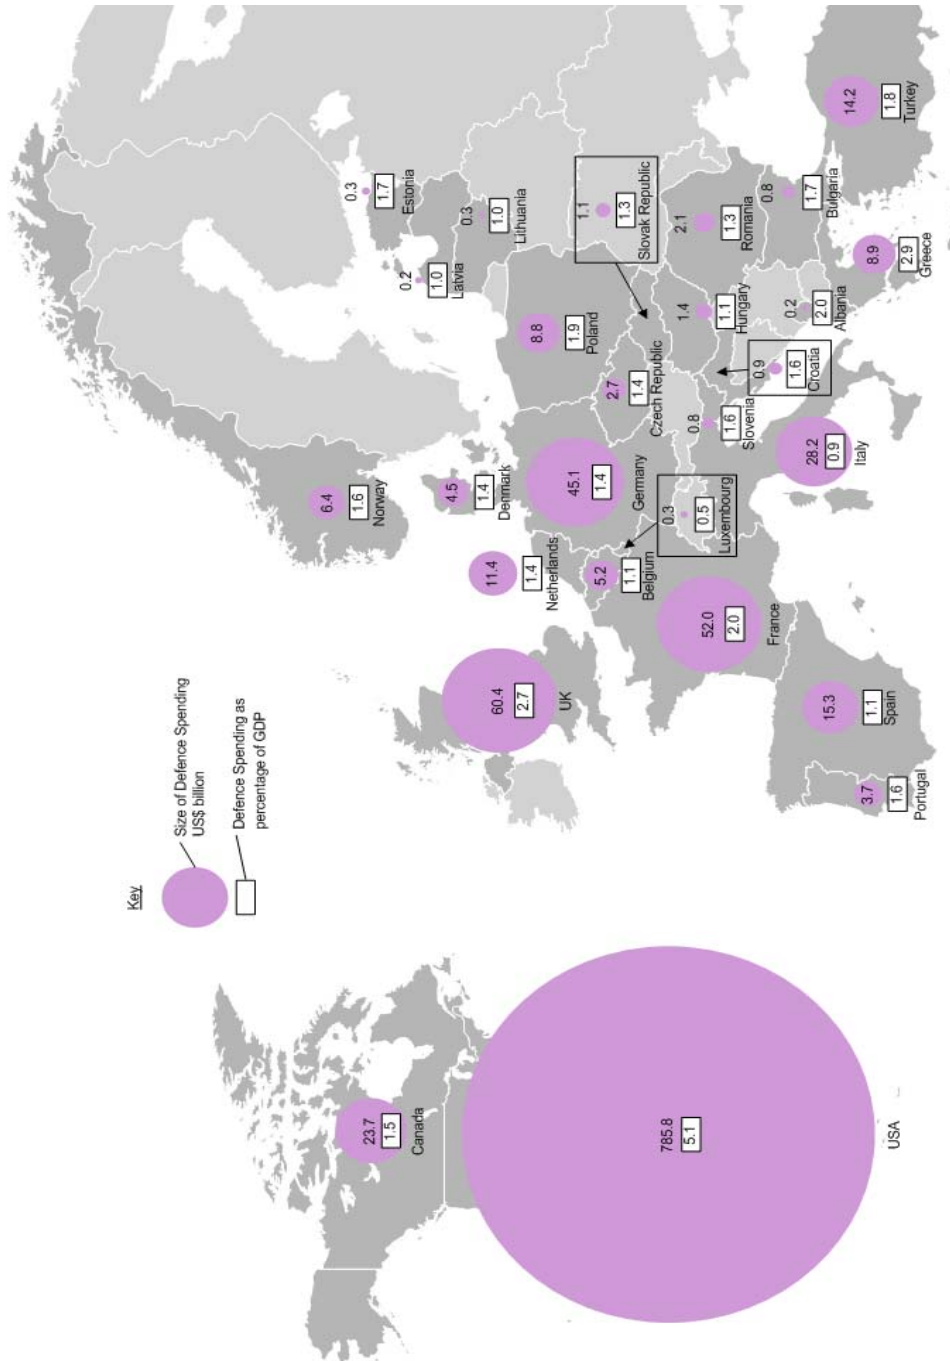 Key
Size of Defence Spending
US$ billion
Defence Spending as
percentage of GDP
23.7
1.5
Canada
785.8
5.1
USA
6.4
1.6
Norway
0.3
1.7
Estonia
0.2
1.0
Latvia
0.3
1.0
Lithuania
4.5
1.4
Denmark
11.4
1.4
Netherlands
60.4
2.7
UK
8.8
1.9
Poland
45.1
1.4
Germany
2.7
1.4
Czech Republic
1.1
1.3
Slovak Republic
5.2
1.1
Belgium
0.3
0.5
Luxembourg
52.0
2.0
France
1.4
1.1
Hungary
2.1
1.3
Romania
0.8
1.6
Slovenia
0.9
1.6
Croatia
0.8
1.7
Bulgaria
0.2
2.0
Albania
28.2
0.9
Italy
15.3
1.1
Spain
3.7
1.6
Portugal
8.9
2.9
Greece
14.2
1.8
Turkey